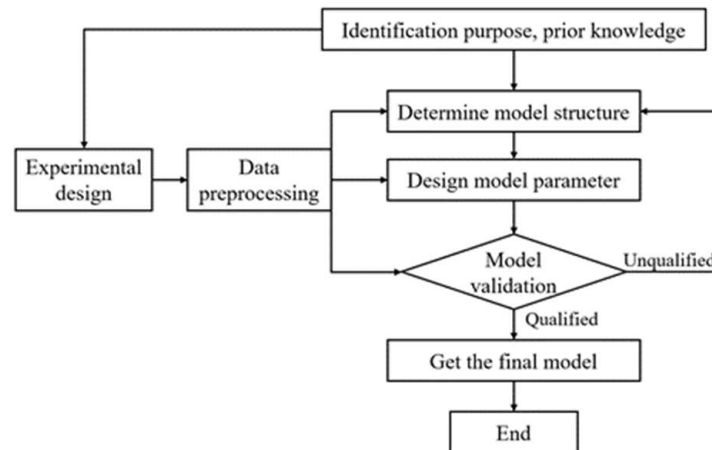 Identification purpose, prior knowledge
Determine model structure
Experimental
design
Data
preprocessing
Design model parameter
Model
validation
Unqualified
Qualified
Get the final model
End